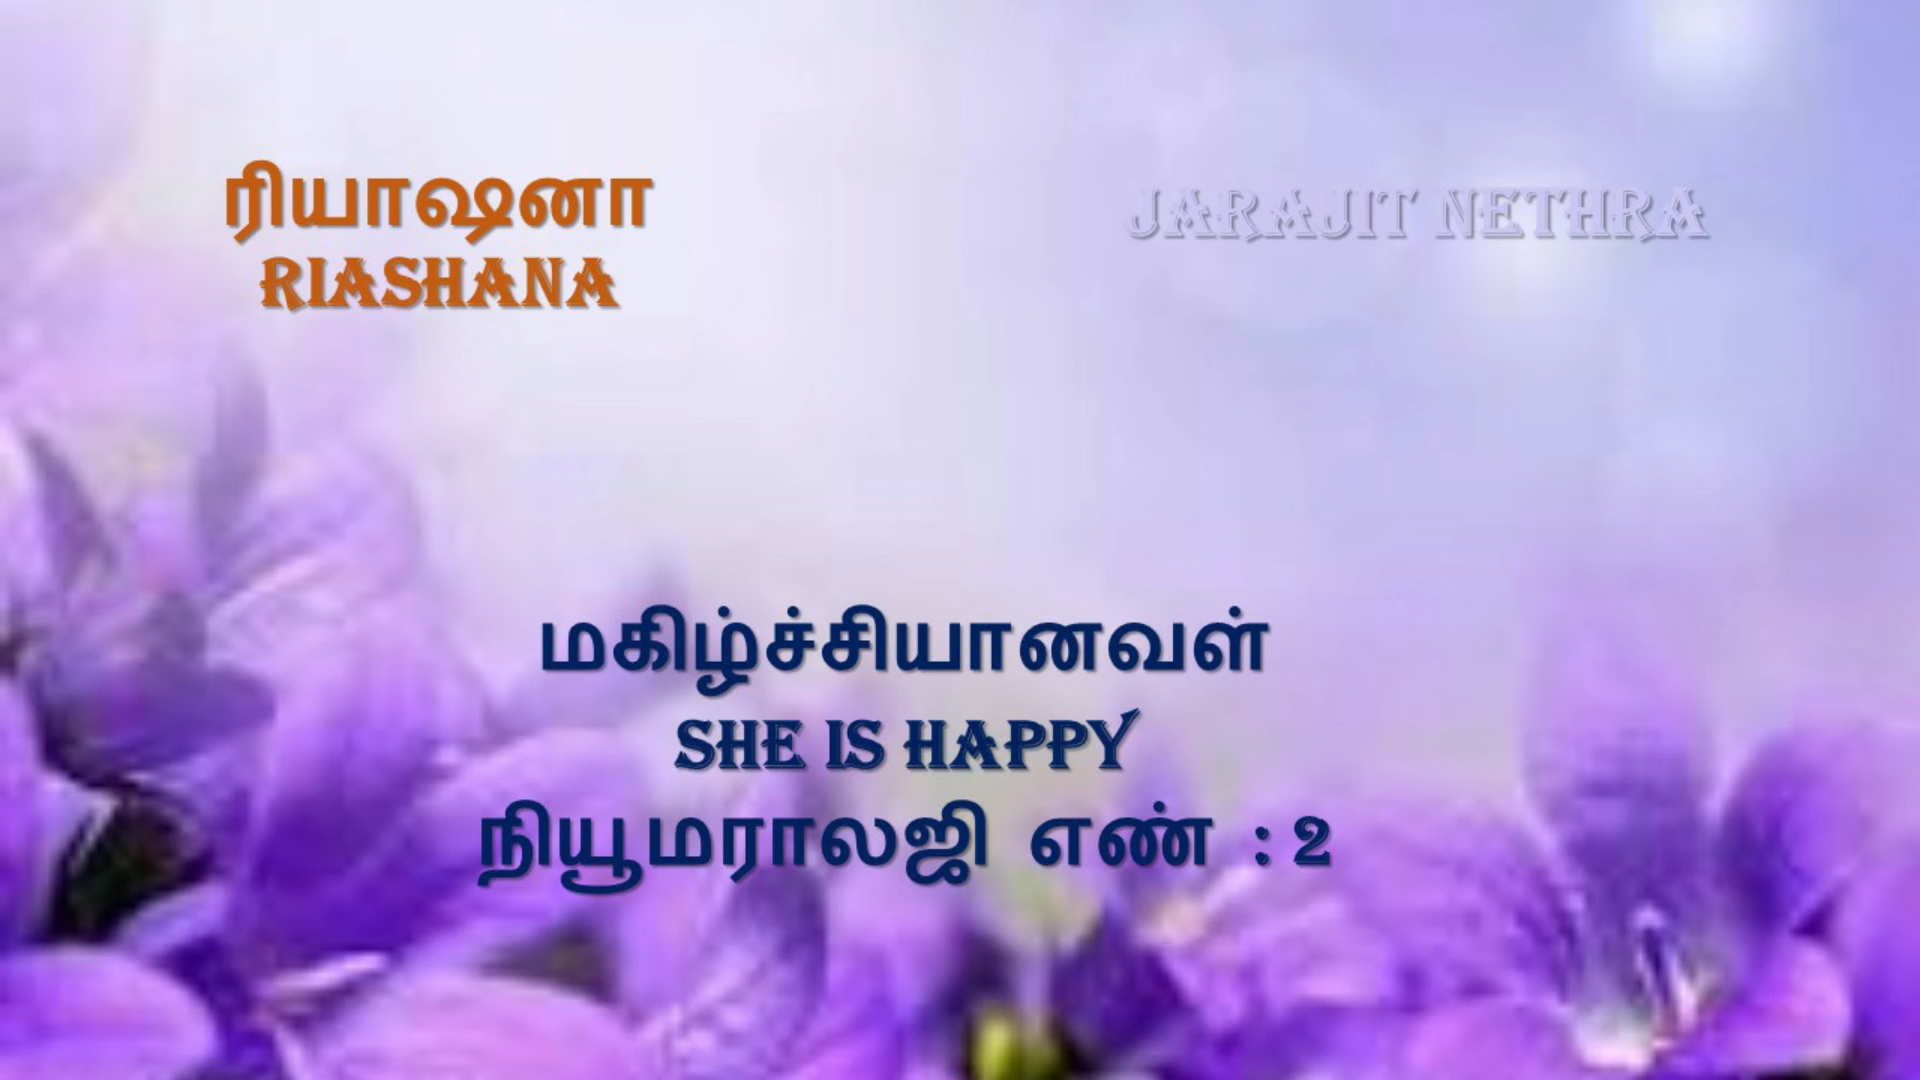 ரியாஷனா
RIASHANA
JARAJIT NETHRA
மகிழ்ச்சியானவள்
SHE IS HAPPY
நியூமராலஜி எண் : 2